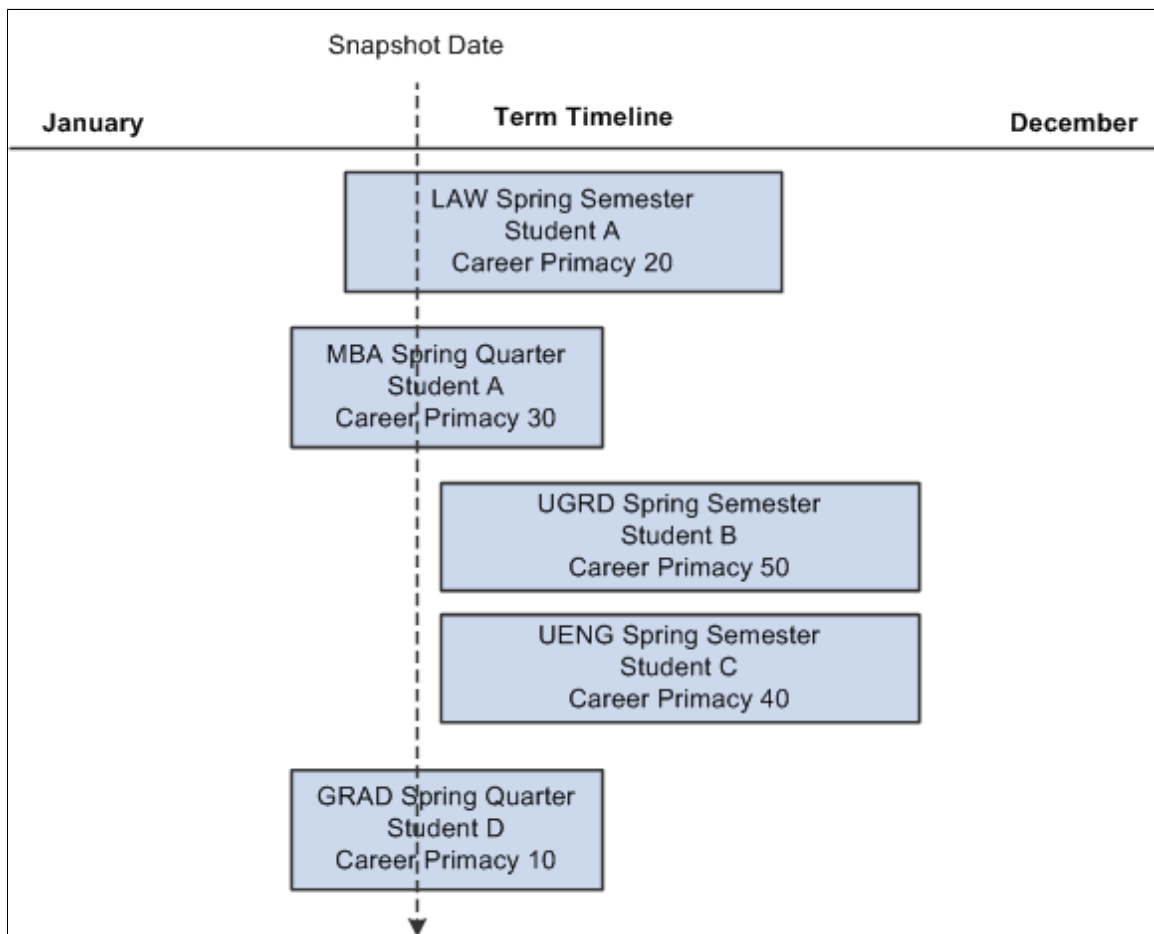 Snapshot Date
January
Term Timeline
December
LAW Spring Semester
Student A
Career Primacy 20
MBA Spring Quarter
Student A
Career Primacy 30
UGRD Spring Semester
Student B
Career Primacy 50
UENG Spring Semester
Student C
Career Primacy 40
GRAD Spring Quarter
Student D
Career Primacy 10